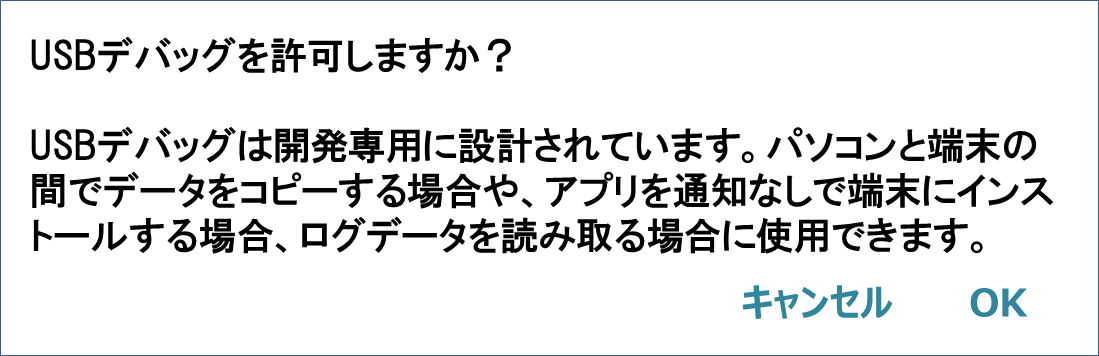 USBデバッグを許可しますか？
USBデバッグは開発専用に設計されています。パソコンと端末の
間でデータをコピーする場合や、アプリを通知なしで端末にインス
トールする場合、ログデータを読み取る場合に使用できます。
キャンセル OK